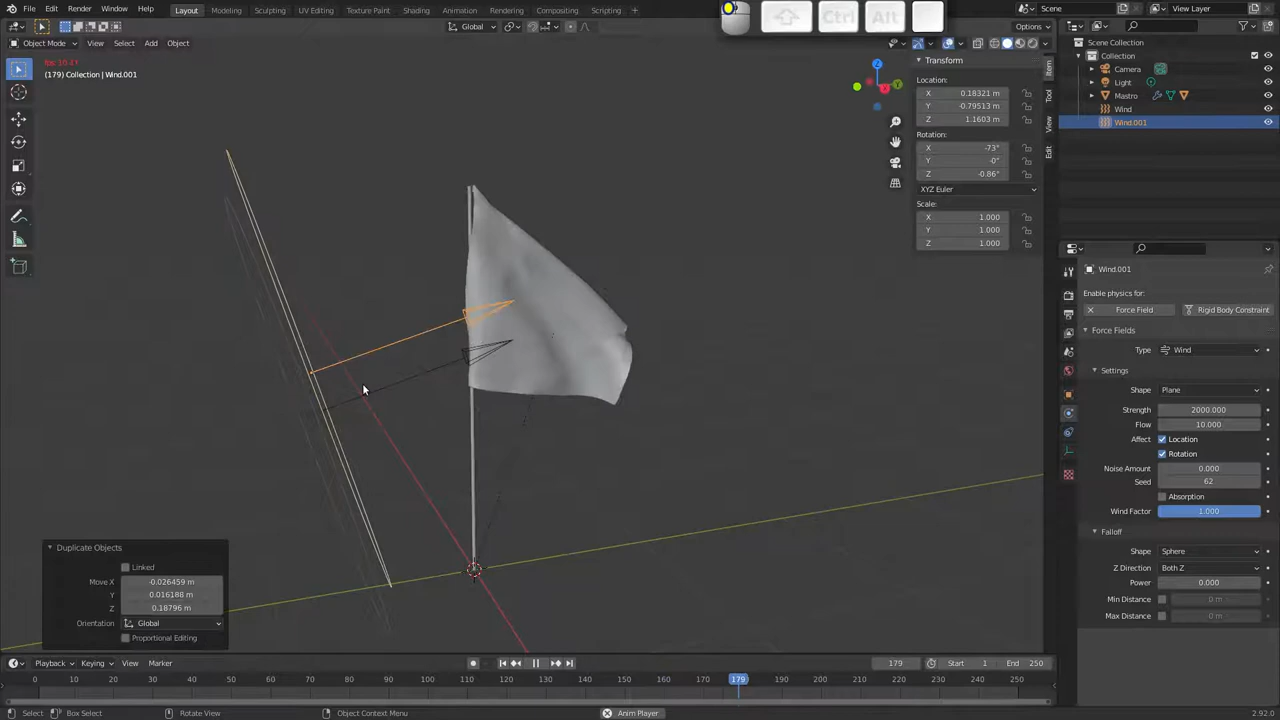 File Edit Render Window Help Layout Modeling Sculpting UV Editing Texture Paint Shading Animation Rendering Compositing Scripting + Ctrl Alt Scene View Layer
Object Mode View Select Add Object Global Options
Scene Collection
Collection
Camera
Light
Mastro
Wind
Wind.001
(179) Collection | Wind.001
Transform
Location:
X 0.18321 m
Y -0.79513 m
Z 1.1603 m
Rotation:
X -73°
Y -0°
Z -0.86°
XYZ Euler
Scale:
X 1.000
Y 1.000
Z 1.000
Item
Tool
View
Edit
Wind.001
Enable physics for:
Force Field Rigid Body Constraint
Force Fields
Type Wind
Settings
Shape Plane
Strength 2000.000
Flow 10.000
Affect Location
Rotation
Noise Amount 0.000
Seed 62
Absorption
Wind Factor 1.000
Falloff
Shape Sphere
Z Direction Both Z
Power 0.000
Min Distance 0 m
Max Distance 0 m
Duplicate Objects
Linked
Move X -0.026459 m
Y 0.016188 m
Z 0.18796 m
Orientation Global
Proportional Editing
Playback Keying View Marker 179 Start 1 End 250
0 10 20 30 40 50 60 70 80 90 100 110 120 130 140 150 160 170 179 190 200 210 220 230 240 250
Select Box Select Rotate View Object Context Menu Anim Player 2.92.0